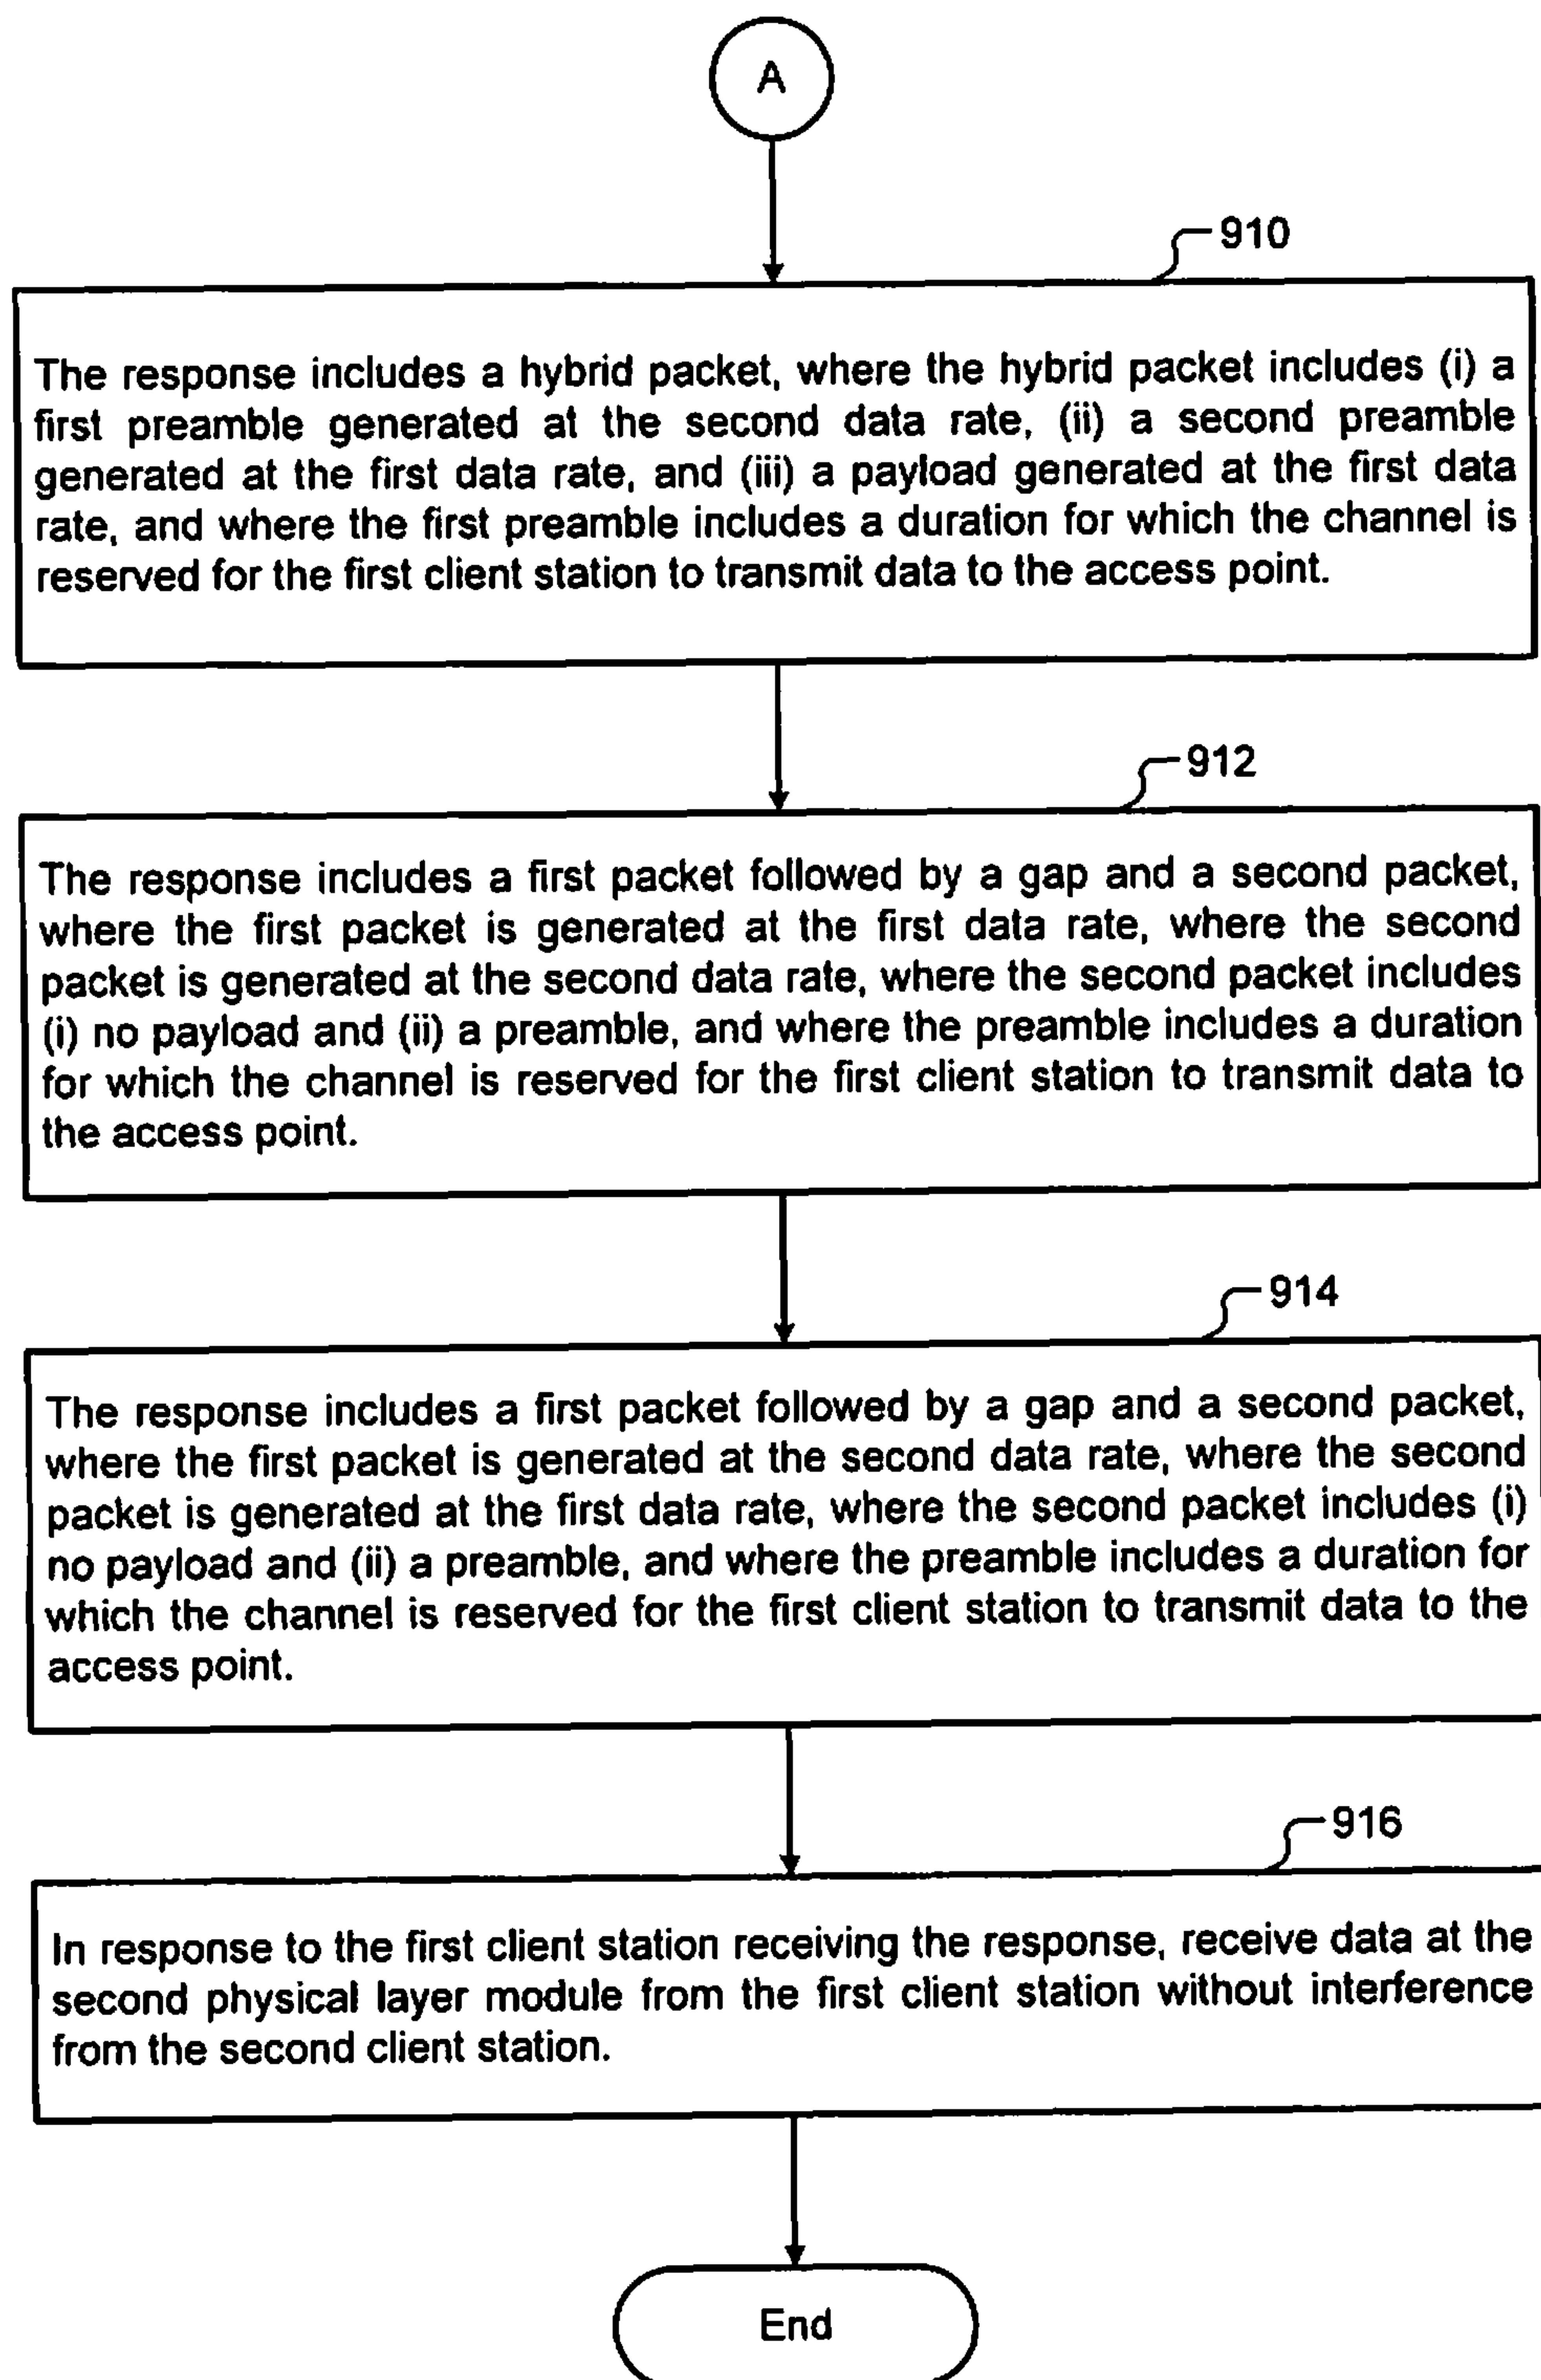 A
910
The response includes a hybrid packet, where the hybrid packet includes (i) a
first preamble generated at the second data rate, (ii) a second preamble
generated at the first data rate, and (iii) a payload generated at the first data
rate, and where the first preamble includes a duration for which the channel is
reserved for the first client station to transmit data to the access point.
912
The response includes a first packet followed by a gap and a second packet,
where the first packet is generated at the first data rate, where the second
packet is generated at the second data rate, where the second packet includes
(i) no payload and (ii) a preamble, and where the preamble includes a duration
for which the channel is reserved for the first client station to transmit data to
the access point.
914
The response includes a first packet followed by a gap and a second packet,
where the first packet is generated at the second data rate, where the second
packet is generated at the first data rate, where the second packet includes (i)
no payload and (ii) a preamble, and where the preamble includes a duration for
which the channel is reserved for the first client station to transmit data to the
access point.
916
In response to the first client station receiving the response, receive data at the
second physical layer module from the first client station without interference
from the second client station.
End